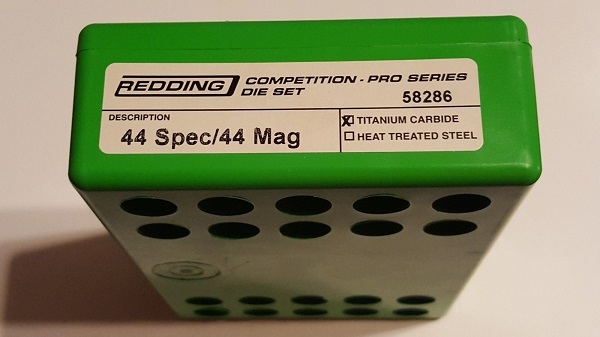 REDDING COMPETITION - PRO SERIES
DIE SET
58286
DESCRIPTION
44 Spec/44 Mag
TITANIUM CARBIDE
HEAT TREATED STEEL